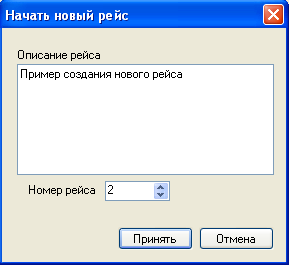 Начать новый рейс
Описание рейса
Пример создания нового рейса
Номер рейса 2
Принять Отмена